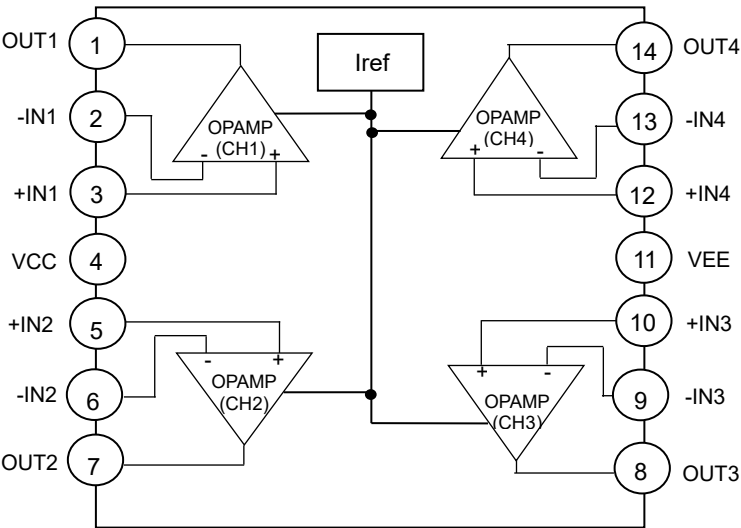 OUT1
1
-IN1
2
+IN1
3
VCC
4
+IN2
5
-IN2
6
OUT2
7
OPAMP
(CH1)
-
+
Iref
OPAMP
(CH4)
+
-
-
+
OPAMP
(CH2)
+
-
OPAMP
(CH3)
14
OUT4
13
-IN4
12
+IN4
11
VEE
10
+IN3
9
-IN3
8
OUT3